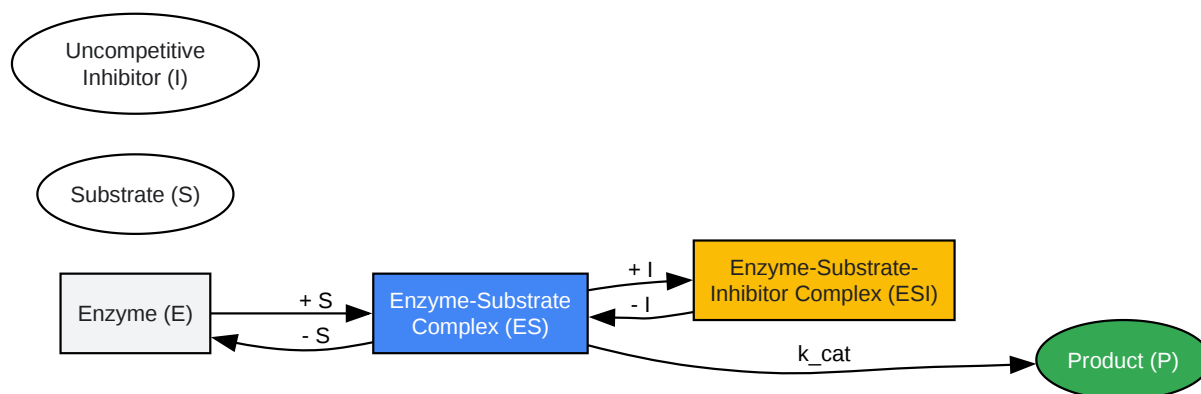 Uncompetitive
Inhibitor (I)
Substrate (S)
Enzyme (E)
+ S
- S
Enzyme-Substrate
Complex (ES)
+ I
- I
Enzyme-Substrate-
Inhibitor Complex (ESI)
k_cat
Product (P)